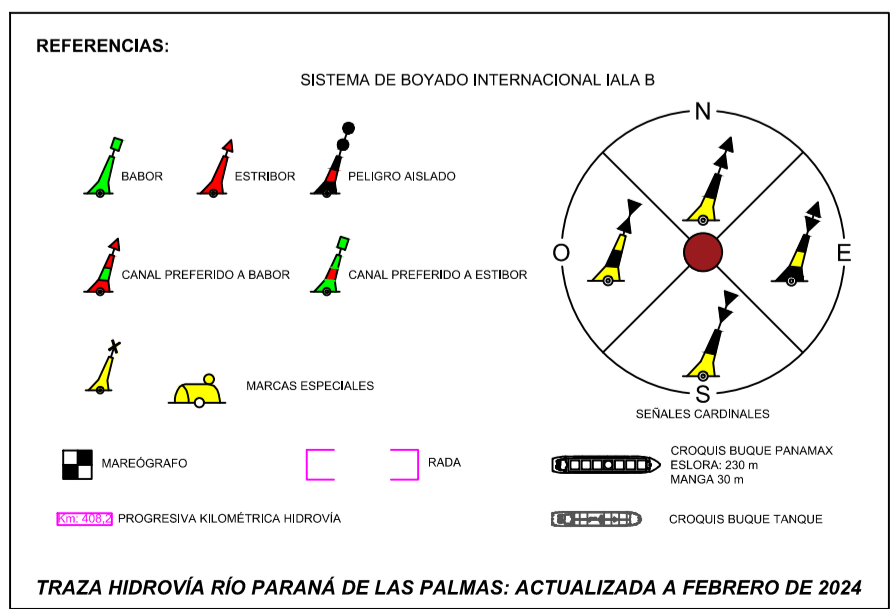 REFERENCIAS:
SISTEMA DE BOYADO INTERNACIONAL IALA B
BABOR
ESTRIBOR
PELIGRO AISLADO
CANAL PREFERIDO A BABOR
CANAL PREFERIDO A ESTIBOR
MARCAS ESPECIALES
N
O
E
S
SEÑALES CARDINALES
MAREÓGRAFO
RADA
CROQUIS BUQUE PANAMAX
ESLORA: 230 m
MANGA 30 m
Km: 408,2
PROGRESIVA KILOMÉTRICA HIDROVÍA
CROQUIS BUQUE TANQUE
TRAZA HIDROVÍA RÍO PARANÁ DE LAS PALMAS: ACTUALIZADA A FEBRERO DE 2024